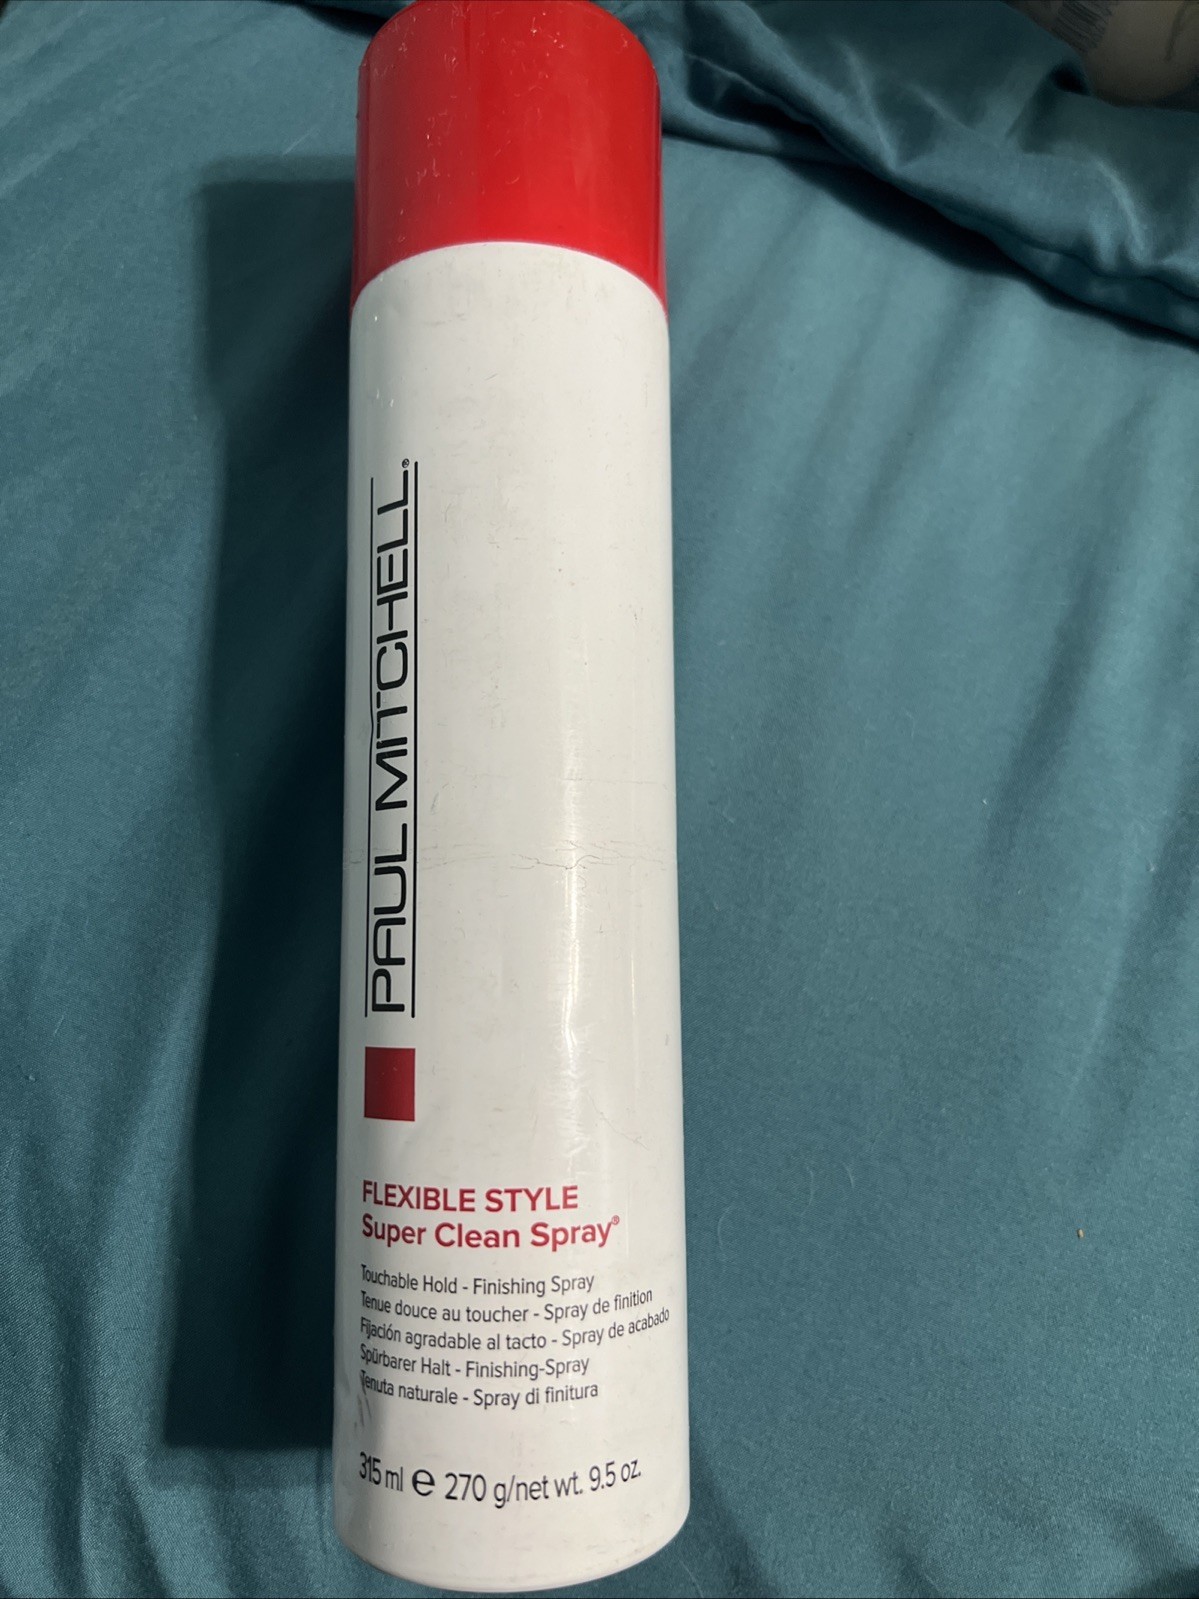 PAUL MITCHELL®
FLEXIBLE STYLE
Super Clean Spray®
Touchable Hold - Finishing Spray
Tenue douce au toucher - Spray de finition
Fijación agradable al tacto - Spray de acabado
Spürbarer Halt - Finishing-Spray
Tenuta naturale - Spray di finitura
315 ml ℮ 270 g/net wt. 9.5 oz.